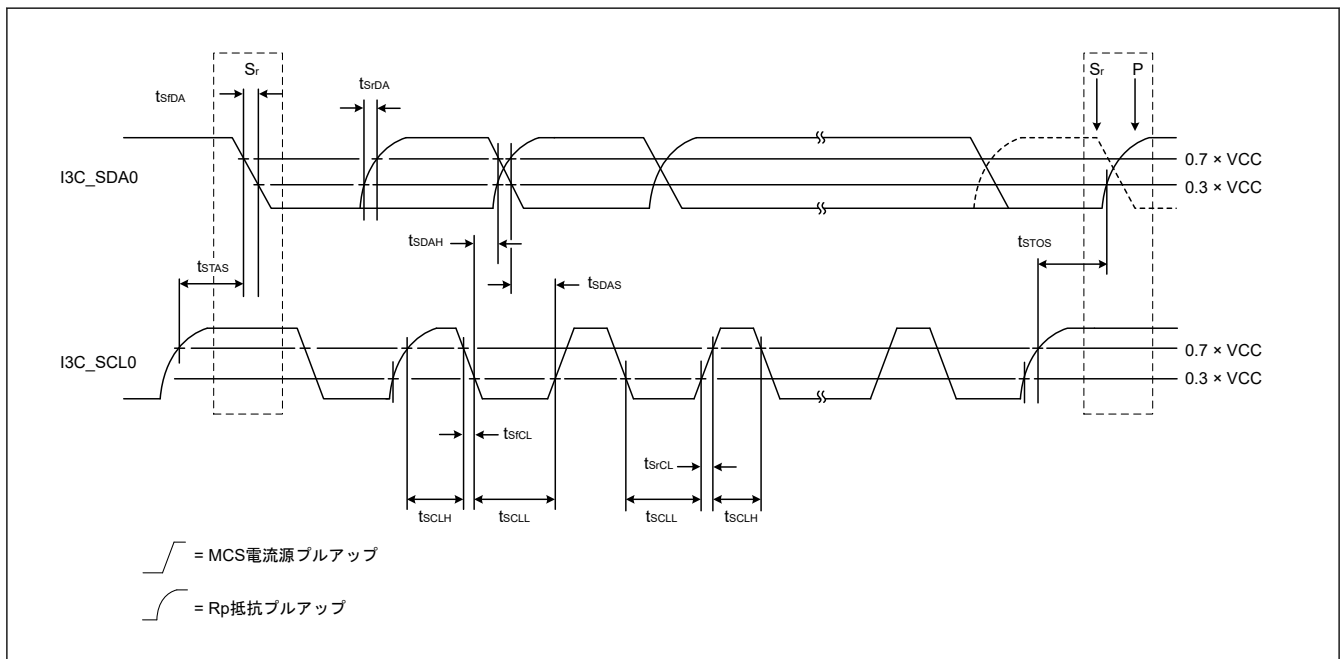 Sr
tSfDA
tSrDA
Sr
P
I3C_SDA0
0.7 × VCC
0.3 × VCC
tSDAH
tSTOS
tSTAS
tSDAS
I3C_SCL0
0.7 × VCC
0.3 × VCC
tSfCL
tSrCL
tSCLH
tSCLL
tSCLL
tSCLH
= MCS電流源プルアップ
= Rp抵抗プルアップ